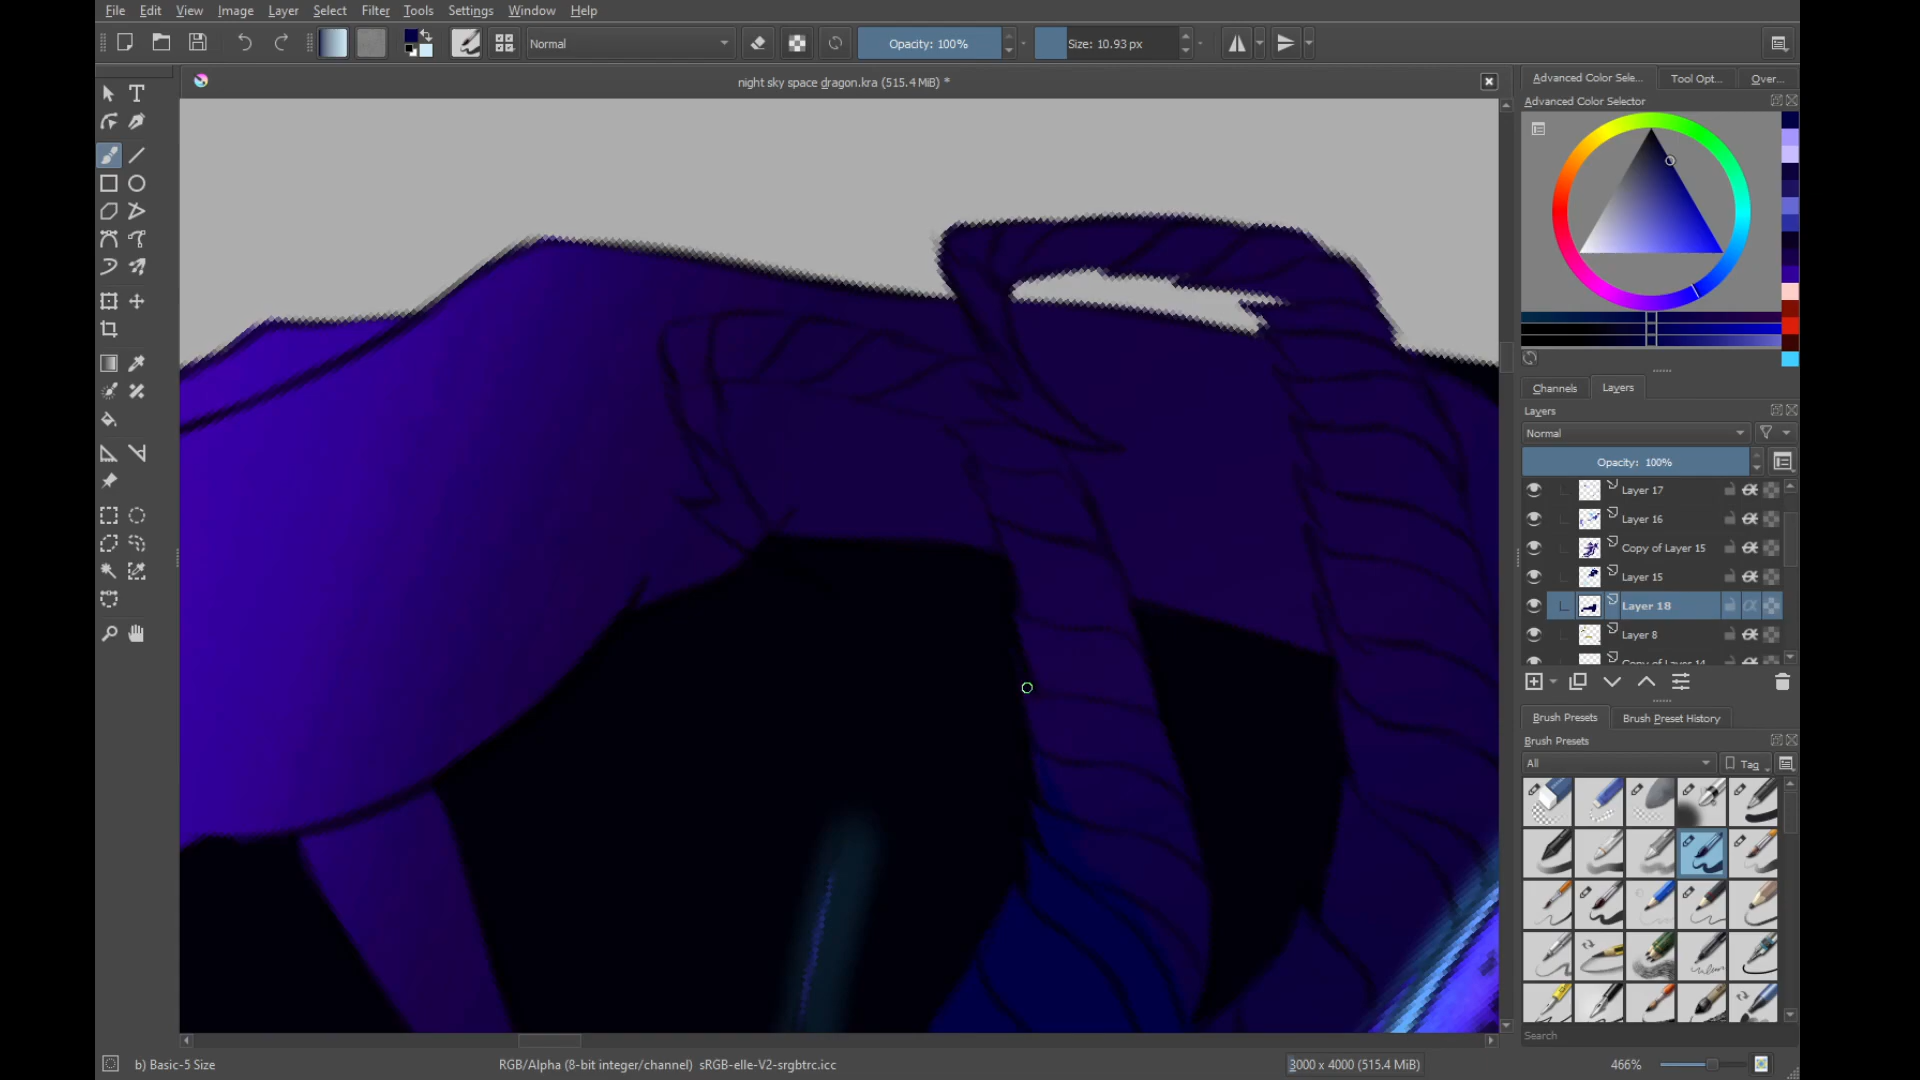 File Edit View Image Layer Select Filter Tools Settings Window Help
Normal Opacity: 100% Size: 10.93 px
night sky space dragon.kra (515.4 MiB) *
Advanced Color Sele... Tool Opt... Over...
Advanced Color Selector
Channels Layers
Layers
Normal
Opacity: 100%
Layer 17
Layer 16
Copy of Layer 15
Layer 15
Layer 18
Layer 8
Copy of Layer 14
Brush Presets Brush Preset History
Brush Presets
All Tag
Search
b) Basic-5 Size RGB/Alpha (8-bit integer/channel) sRGB-elle-V2-srgbtrc.icc 3000 x 4000 (515.4 MiB) 466%